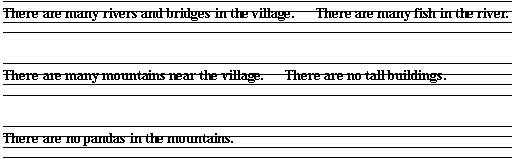 There are many rivers and bridges in the village. There are many fish in the river.
There are many mountains near the village. There are no tall buildings.
There are no pandas in the mountains.